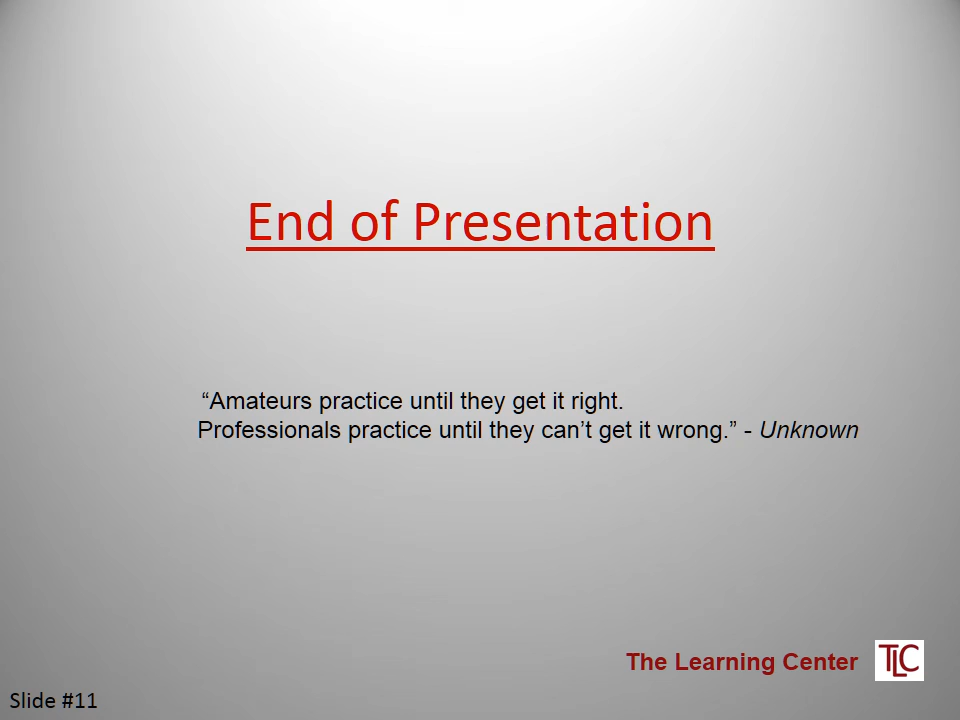 End of Presentation
“Amateurs practice until they get it right.
Professionals practice until they can’t get it wrong.” - Unknown
The Learning Center
TLC
Slide #11